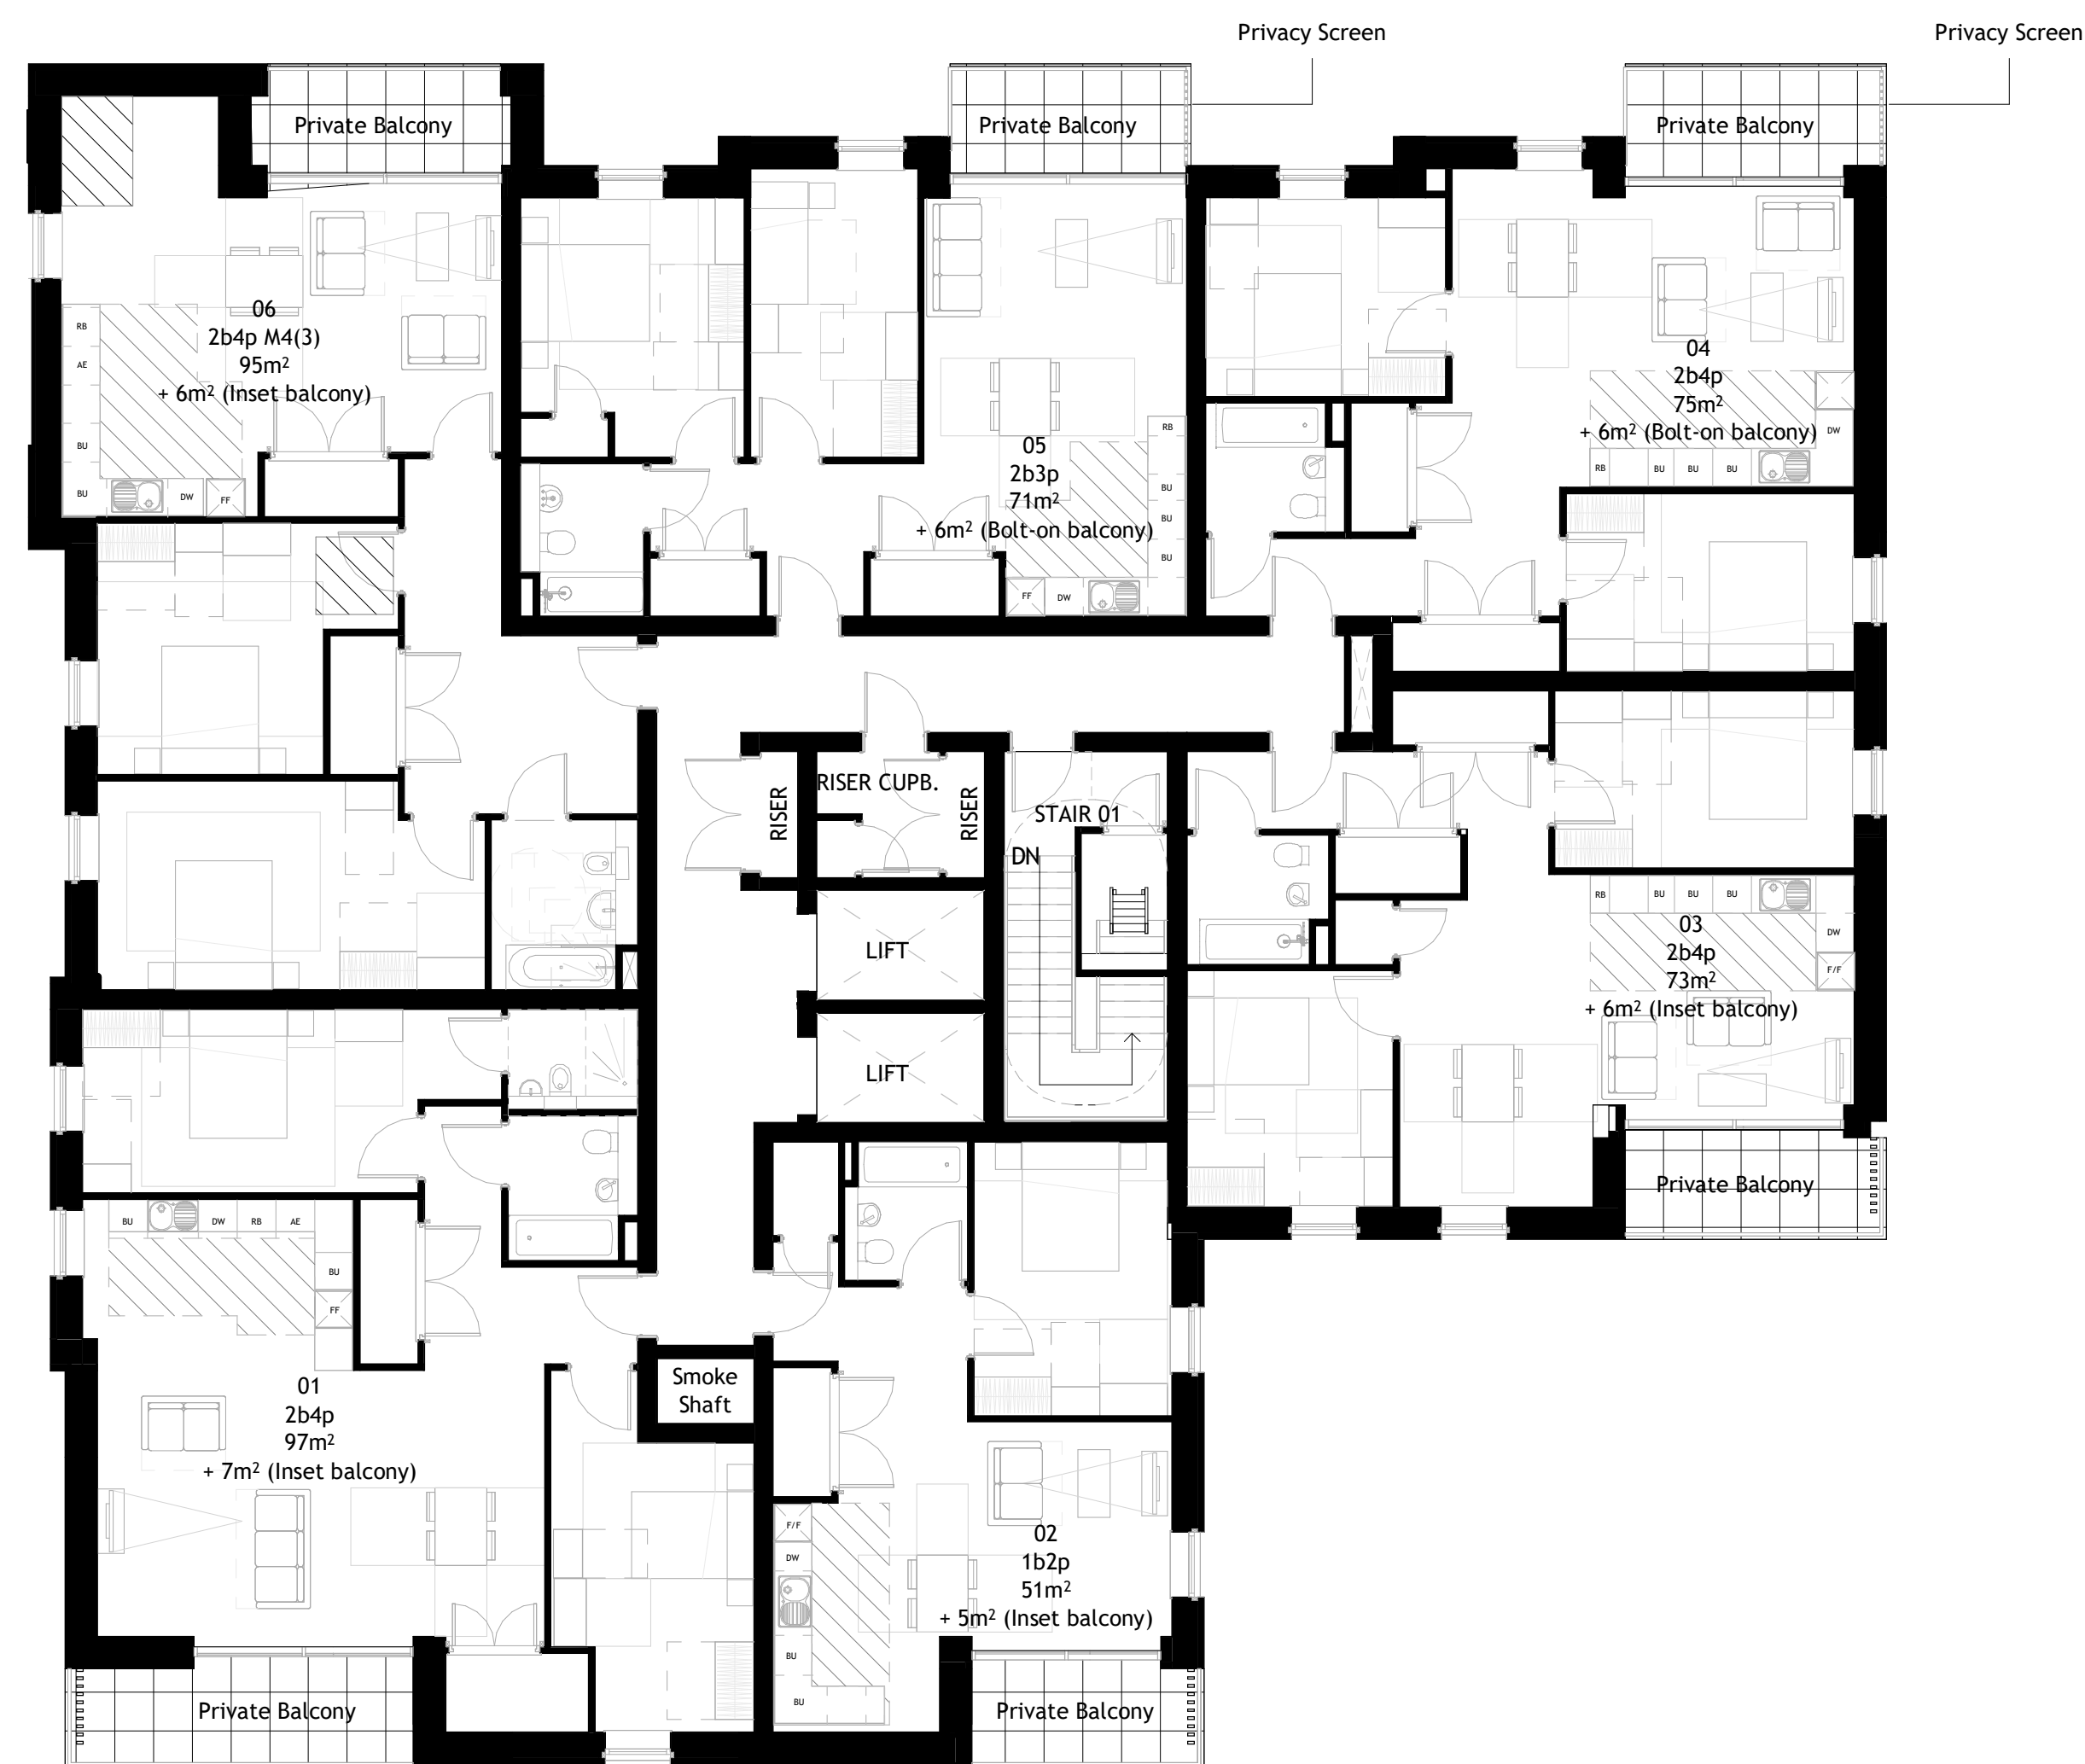 Privacy Screen
Privacy Screen
Private Balcony
Private Balcony
Private Balcony
06
2b4p M4(3)
95m²
+ 6m² (Inset balcony)
RB
AE
BU
BU
DW
FF
05
2b3p
71m²
+ 6m² (Bolt-on balcony)
RB
BU
BU
BU
FF
DW
04
2b4p
75m²
+ 6m² (Bolt-on balcony)
DW
RB
BU
BU
BU
RISER
RISER CUPB.
RISER
STAIR 01
DN
LIFT
LIFT
RB
BU
BU
BU
DW
F/F
03
2b4p
73m²
+ 6m² (Inset balcony)
Private Balcony
BU
DW
RB
AE
BU
FF
01
2b4p
97m²
+ 7m² (Inset balcony)
Smoke
Shaft
F/F
DW
BU
BU
02
1b2p
51m²
+ 5m² (Inset balcony)
Private Balcony
Private Balcony